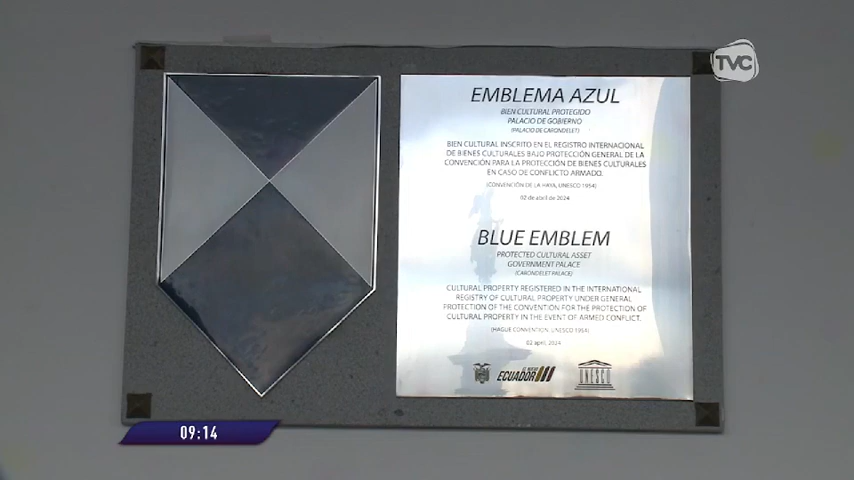 TVC
EMBLEMA AZUL
BIEN CULTURAL PROTEGIDO
PALACIO DE GOBIERNO
(PALACIO DE CARONDELET)
BIEN CULTURAL INSCRITO EN EL REGISTRO INTERNACIONAL
DE BIENES CULTURALES BAJO PROTECCIÓN GENERAL DE LA
CONVENCIÓN PARA LA PROTECCIÓN DE BIENES CULTURALES
EN CASO DE CONFLICTO ARMADO.
(CONVENCIÓN DE LA HAYA, UNESCO 1954)
02 de abril de 2024
BLUE EMBLEM
PROTECTED CULTURAL ASSET
GOVERNMENT PALACE
(CARONDELET PALACE)
CULTURAL PROPERTY REGISTERED IN THE INTERNATIONAL
REGISTRY OF CULTURAL PROPERTY UNDER GENERAL
PROTECTION OF THE CONVENTION FOR THE PROTECTION OF
CULTURAL PROPERTY IN THE EVENT OF ARMED CONFLICT.
(HAGUE CONVENTION, UNESCO 1954)
02 april, 2024
EL NUEVO
ECUADOR
UNESCO
09:14